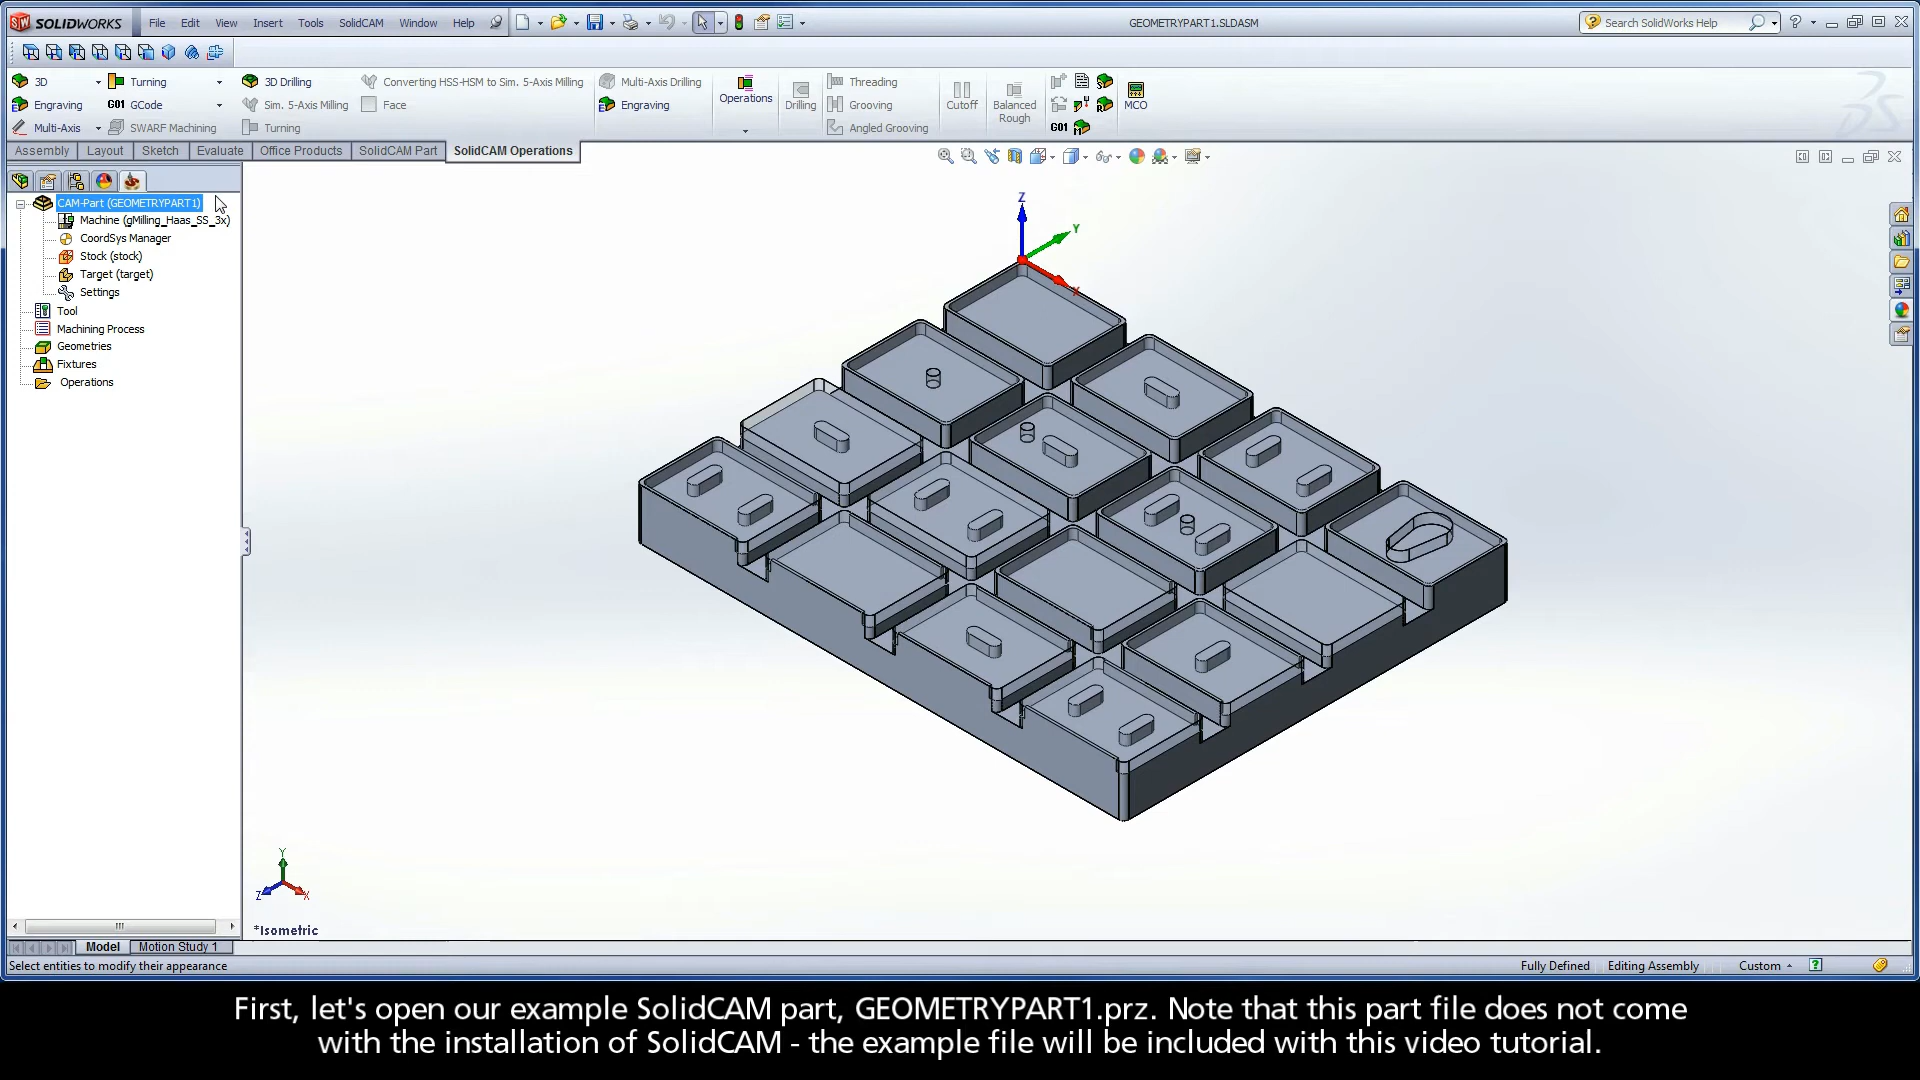 SW SOLIDWORKS File Edit View Insert Tools SolidCAM Window Help GEOMETRYPART1.SLDASM Search SolidWorks Help
3D Turning 3D Drilling Converting HSS-HSM to Sim. 5-Axis Milling Multi-Axis Drilling Threading
Engraving G01 GCode Sim. 5-Axis Milling Face Engraving Operations Drilling Grooving Cutoff Balanced Rough MCO
Multi-Axis SWARF Machining Turning Angled Grooving G01
Assembly Layout Sketch Evaluate Office Products SolidCAM Part SolidCAM Operations
CAM-Part (GEOMETRYPART1)
Machine (gMilling_Haas_SS_3x)
CoordSys Manager
Stock (stock)
Target (target)
Settings
Tool
Machining Process
Geometries
Fixtures
Operations
Z
Y
X
Y
Z X
*Isometric
Model Motion Study 1
Select entities to modify their appearance Fully Defined Editing Assembly Custom
First, let's open our example SolidCAM part, GEOMETRYPART1.prz. Note that this part file does not come
with the installation of SolidCAM - the example file will be included with this video tutorial.